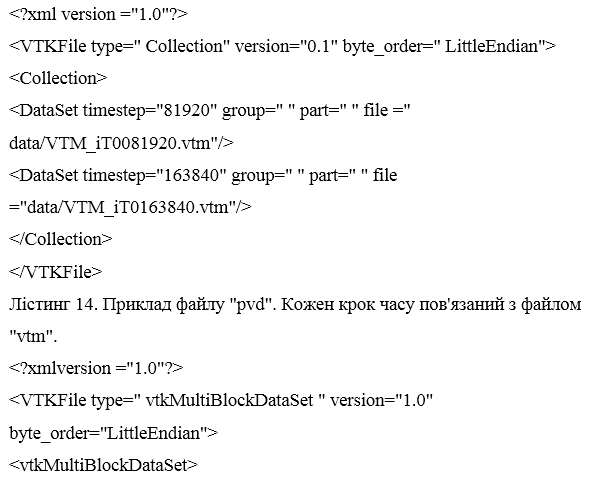 <?xml version ="1.0"?>
<VTKFile type=" Collection" version="0.1" byte_order=" LittleEndian">
<Collection>
<DataSet timestep="81920" group=" " part=" " file ="
data/VTM_iT0081920.vtm"/>
<DataSet timestep="163840" group=" " part=" " file
="data/VTM_iT0163840.vtm"/>
</Collection>
</VTKFile>
Лістинг 14. Приклад файлу "pvd". Кожен крок часу пов'язаний з файлом
"vtm".
<?xmlversion ="1.0"?>
<VTKFile type=" vtkMultiBlockDataSet " version="1.0"
byte_order="LittleEndian">
<vtkMultiBlockDataSet>